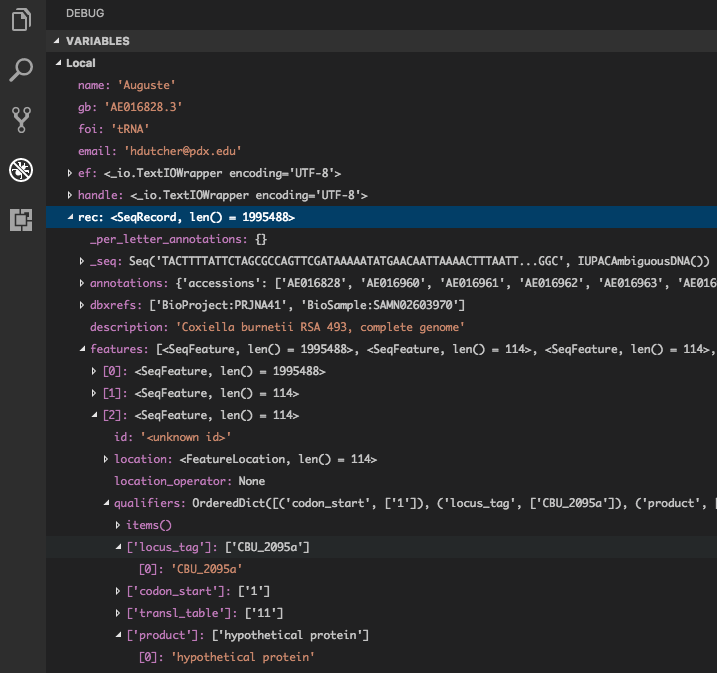 DEBUG
VARIABLES
Local
name: 'Auguste'
gb: 'AE016828.3'
foi: 'tRNA'
email: 'hdutcher@pdx.edu'
ef: <_io.TextIOWrapper encoding='UTF-8'>
handle: <_io.TextIOWrapper encoding='UTF-8'>
rec: <SeqRecord, len() = 1995488>
_per_letter_annotations: {}
_seq: Seq('TACTTTTATTCTAGCGCCAGTTCGATAAAAATATGAACAATTAAAACTTTAATT...GGC', IUPACAmbiguousDNA())
annotations: {'accessions': ['AE016828', 'AE016960', 'AE016961', 'AE016962', 'AE016963', 'AE016
dbxrefs: ['BioProject:PRJNA41', 'BioSample:SAMN02603970']
description: 'Coxiella burnetii RSA 493, complete genome'
features: [<SeqFeature, len() = 1995488>, <SeqFeature, len() = 114>, <SeqFeature, len() = 114>,
[0]: <SeqFeature, len() = 1995488>
[1]: <SeqFeature, len() = 114>
[2]: <SeqFeature, len() = 114>
id: '<unknown id>'
location: <FeatureLocation, len() = 114>
location_operator: None
qualifiers: OrderedDict([('codon_start', ['1']), ('locus_tag', ['CBU_2095a']), ('product', [
items()
['locus_tag']: ['CBU_2095a']
[0]: 'CBU_2095a'
['codon_start']: ['1']
['transl_table']: ['11']
['product']: ['hypothetical protein']
[0]: 'hypothetical protein'